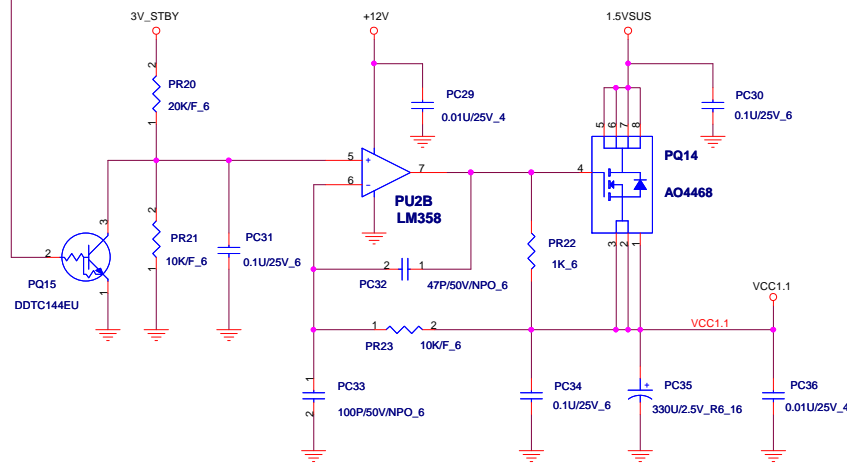 3V_STBY
+12V
1.5VSUS
2
PR20
20K/F_6
1
PC29
0.01U/25V_4
PC30
0.1U/25V_6
5
6
7
8
PQ14
AO4468
4
3
2
1
5
+
6
-
7
PU2B
LM358
3
2
1
PQ15
DDTC144EU
2
PR21
10K/F_6
1
PC31
0.1U/25V_6
2
1
PC32
47P/50V/NPO_6
PR22
1K_6
VCC1.1
VCC1.1
1
2
PR23
10K/F_6
1
PC33
2
100P/50V/NPO_6
PC34
0.1U/25V_6
+
PC35
330U/2.5V_R6_16
PC36
0.01U/25V_4